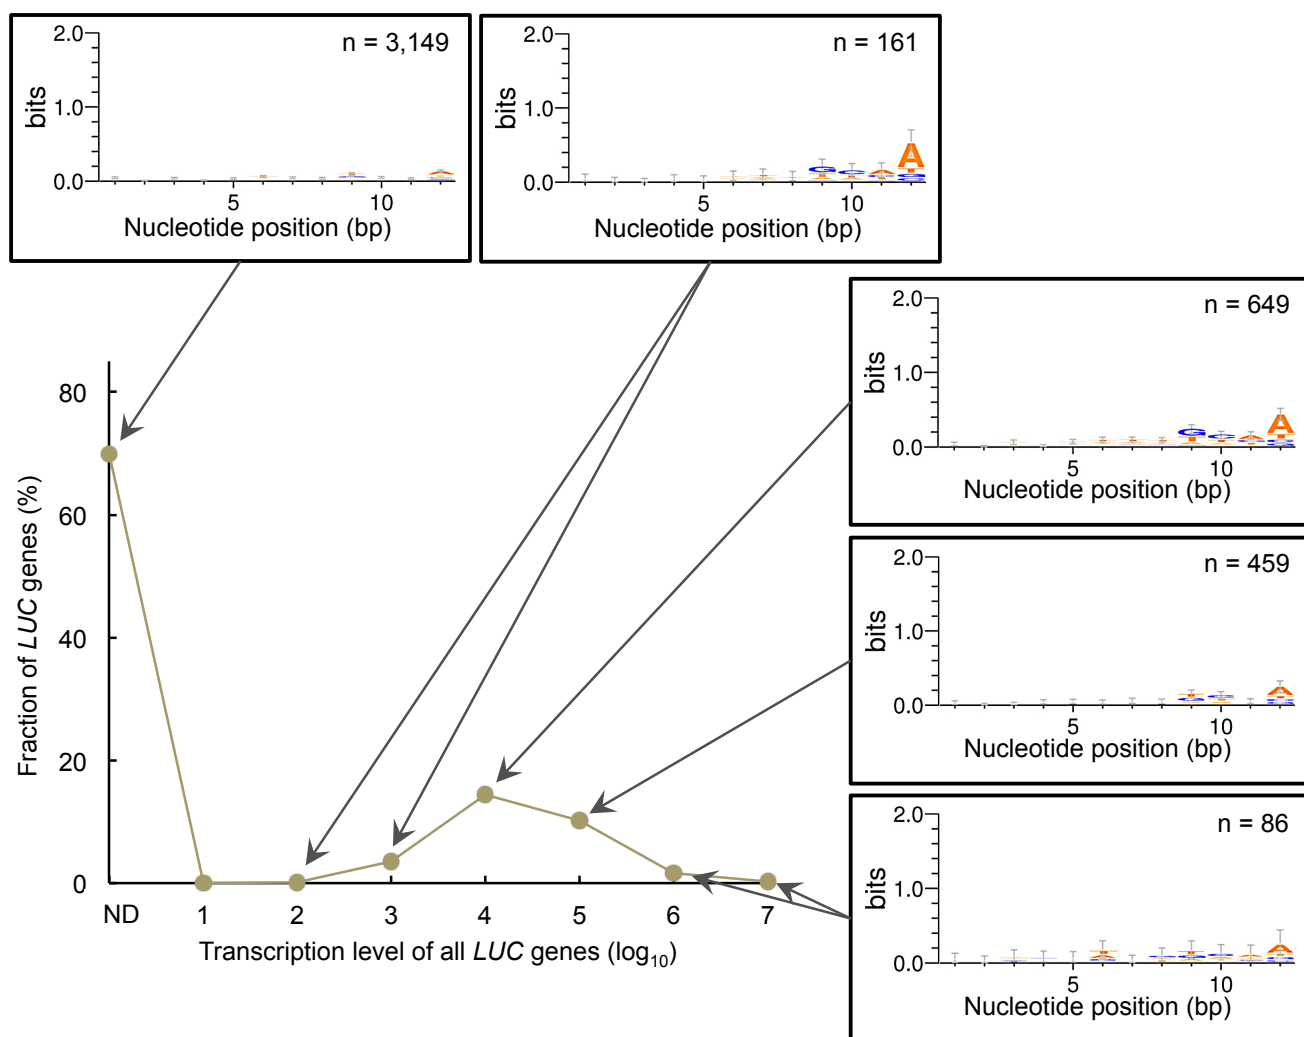 2.0
n = 3,149
bits
1.0
0.0
5
10
Nucleotide position (bp)
2.0
n = 161
bits
1.0
0.0
A
5
10
Nucleotide position (bp)
2.0
n = 649
bits
1.0
0.0
G
A
5
10
Nucleotide position (bp)
2.0
n = 459
bits
1.0
0.0
A
5
10
Nucleotide position (bp)
2.0
n = 86
bits
1.0
0.0
A
5
10
Nucleotide position (bp)
Fraction of LUC genes (%)
80
60
40
20
0
ND 1 2 3 4 5 6 7
Transcription level of all LUC genes (log₁₀)